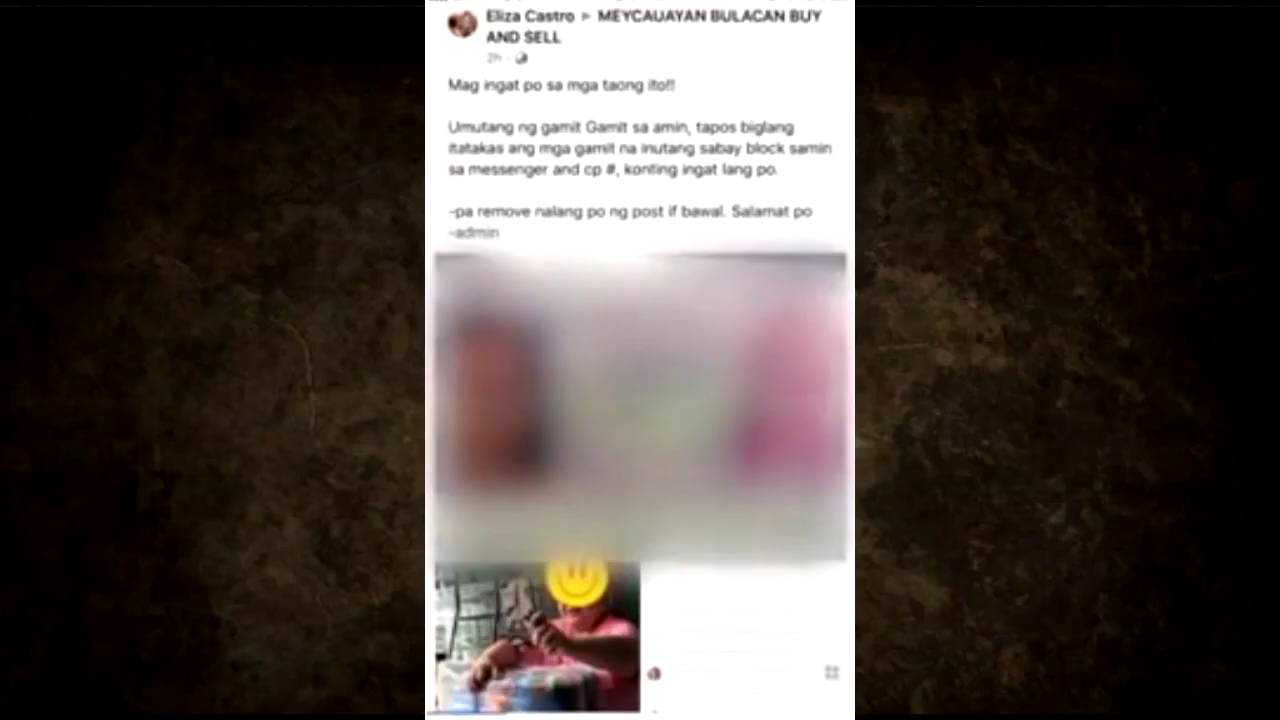 Eliza Castro ▸ MEYCAUAYAN BULACAN BUY
AND SELL
2h ·
Mag ingat po sa mga taong ito!!
Umutang ng gamit Gamit sa amin, tapos biglang
itatakas ang mga gamit na inutang sabay block samin
sa messenger and cp #, konting ingat lang po.
-pa remove nalang po ng post if bawal. Salamat po
-admin